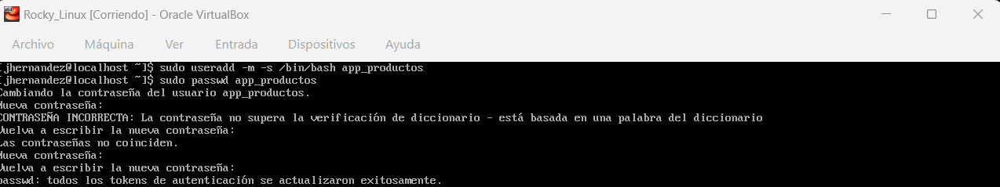 Rocky_Linux [Corriendo] - Oracle VirtualBox
Archivo Máquina Ver Entrada Dispositivos Ayuda
[jhernandez@localhost ~]$ sudo useradd -m -s /bin/bash app_productos
[jhernandez@localhost ~]$ sudo passwd app_productos
Cambiando la contraseña del usuario app_productos.
Nueva contraseña:
CONTRASEÑA INCORRECTA: La contraseña no supera la verificación de diccionario - está basada en una palabra del diccionario
Vuelva a escribir la nueva contraseña:
Las contraseñas no coinciden.
Nueva contraseña:
Vuelva a escribir la nueva contraseña:
passwd: todos los tokens de autenticación se actualizaron exitosamente.